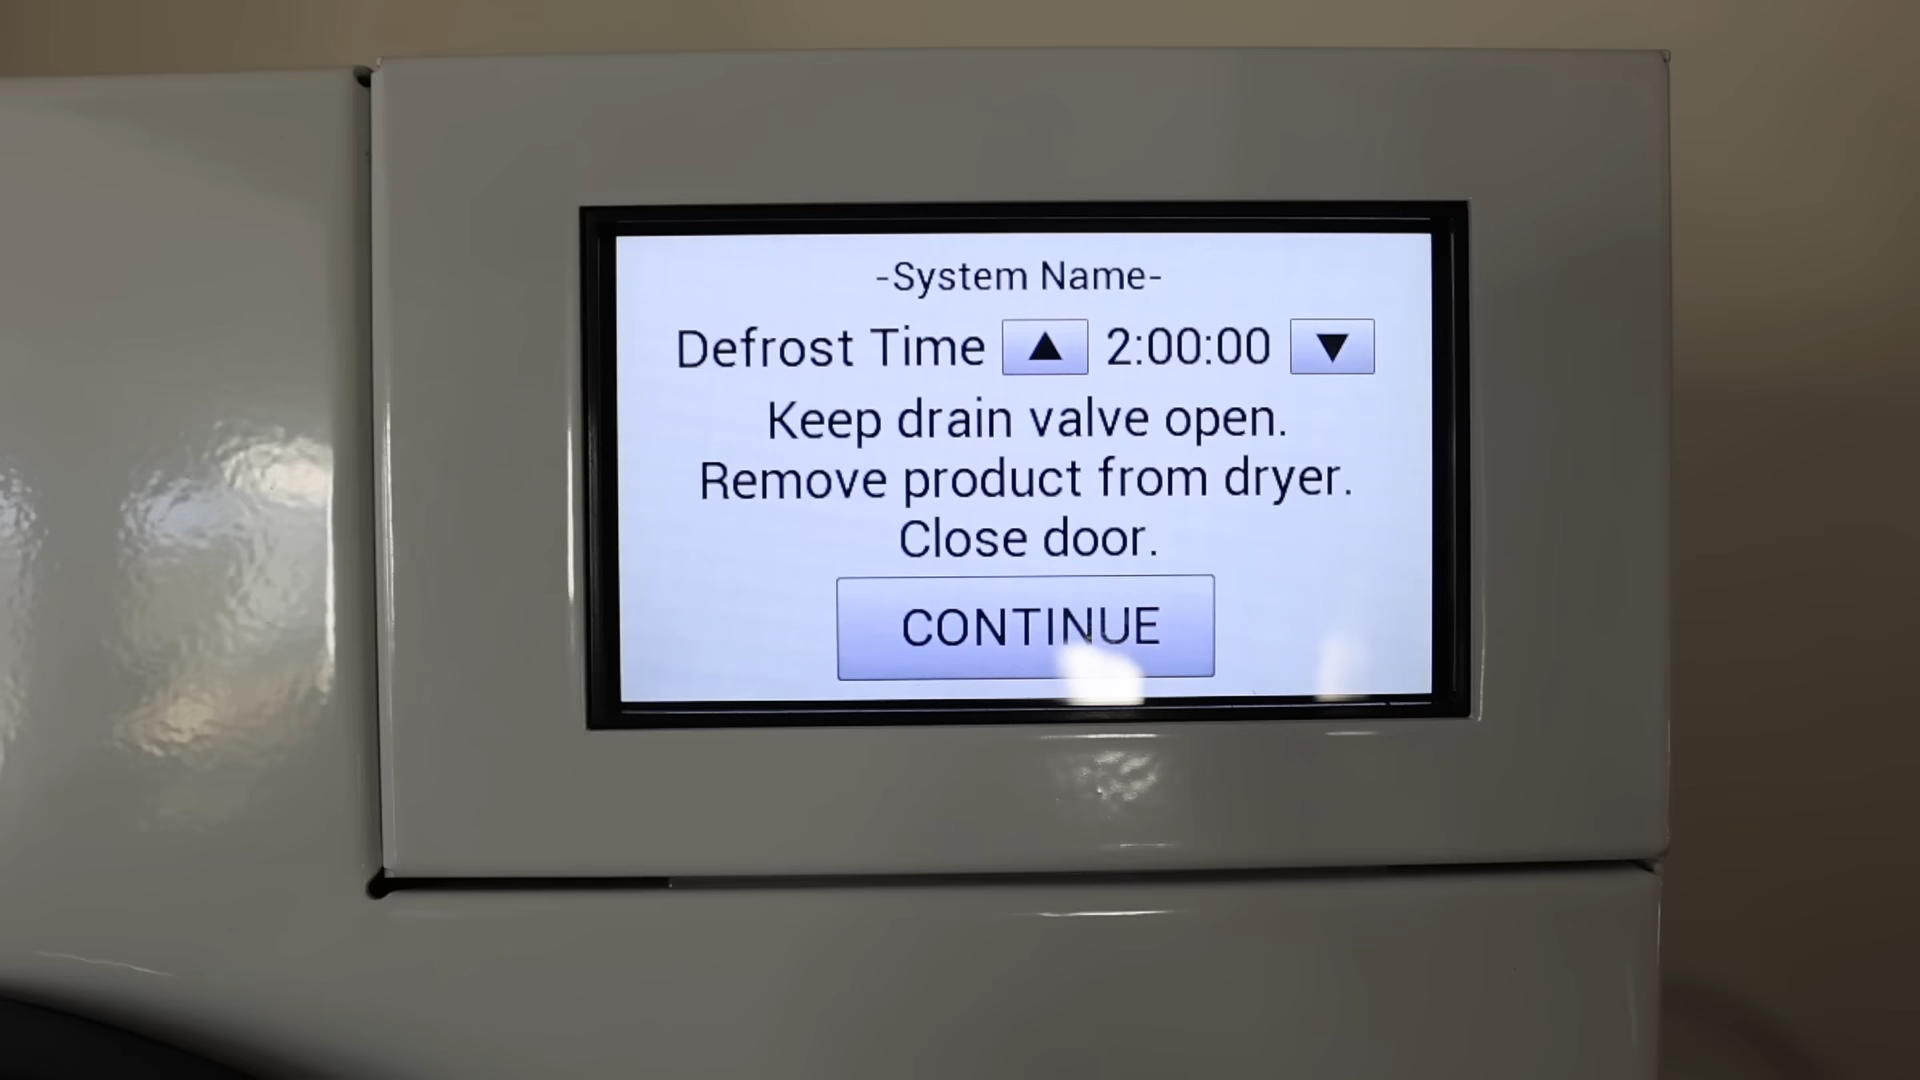 -System Name-
Defrost Time ▲ 2:00:00 ▼
Keep drain valve open.
Remove product from dryer.
Close door.
CONTINUE